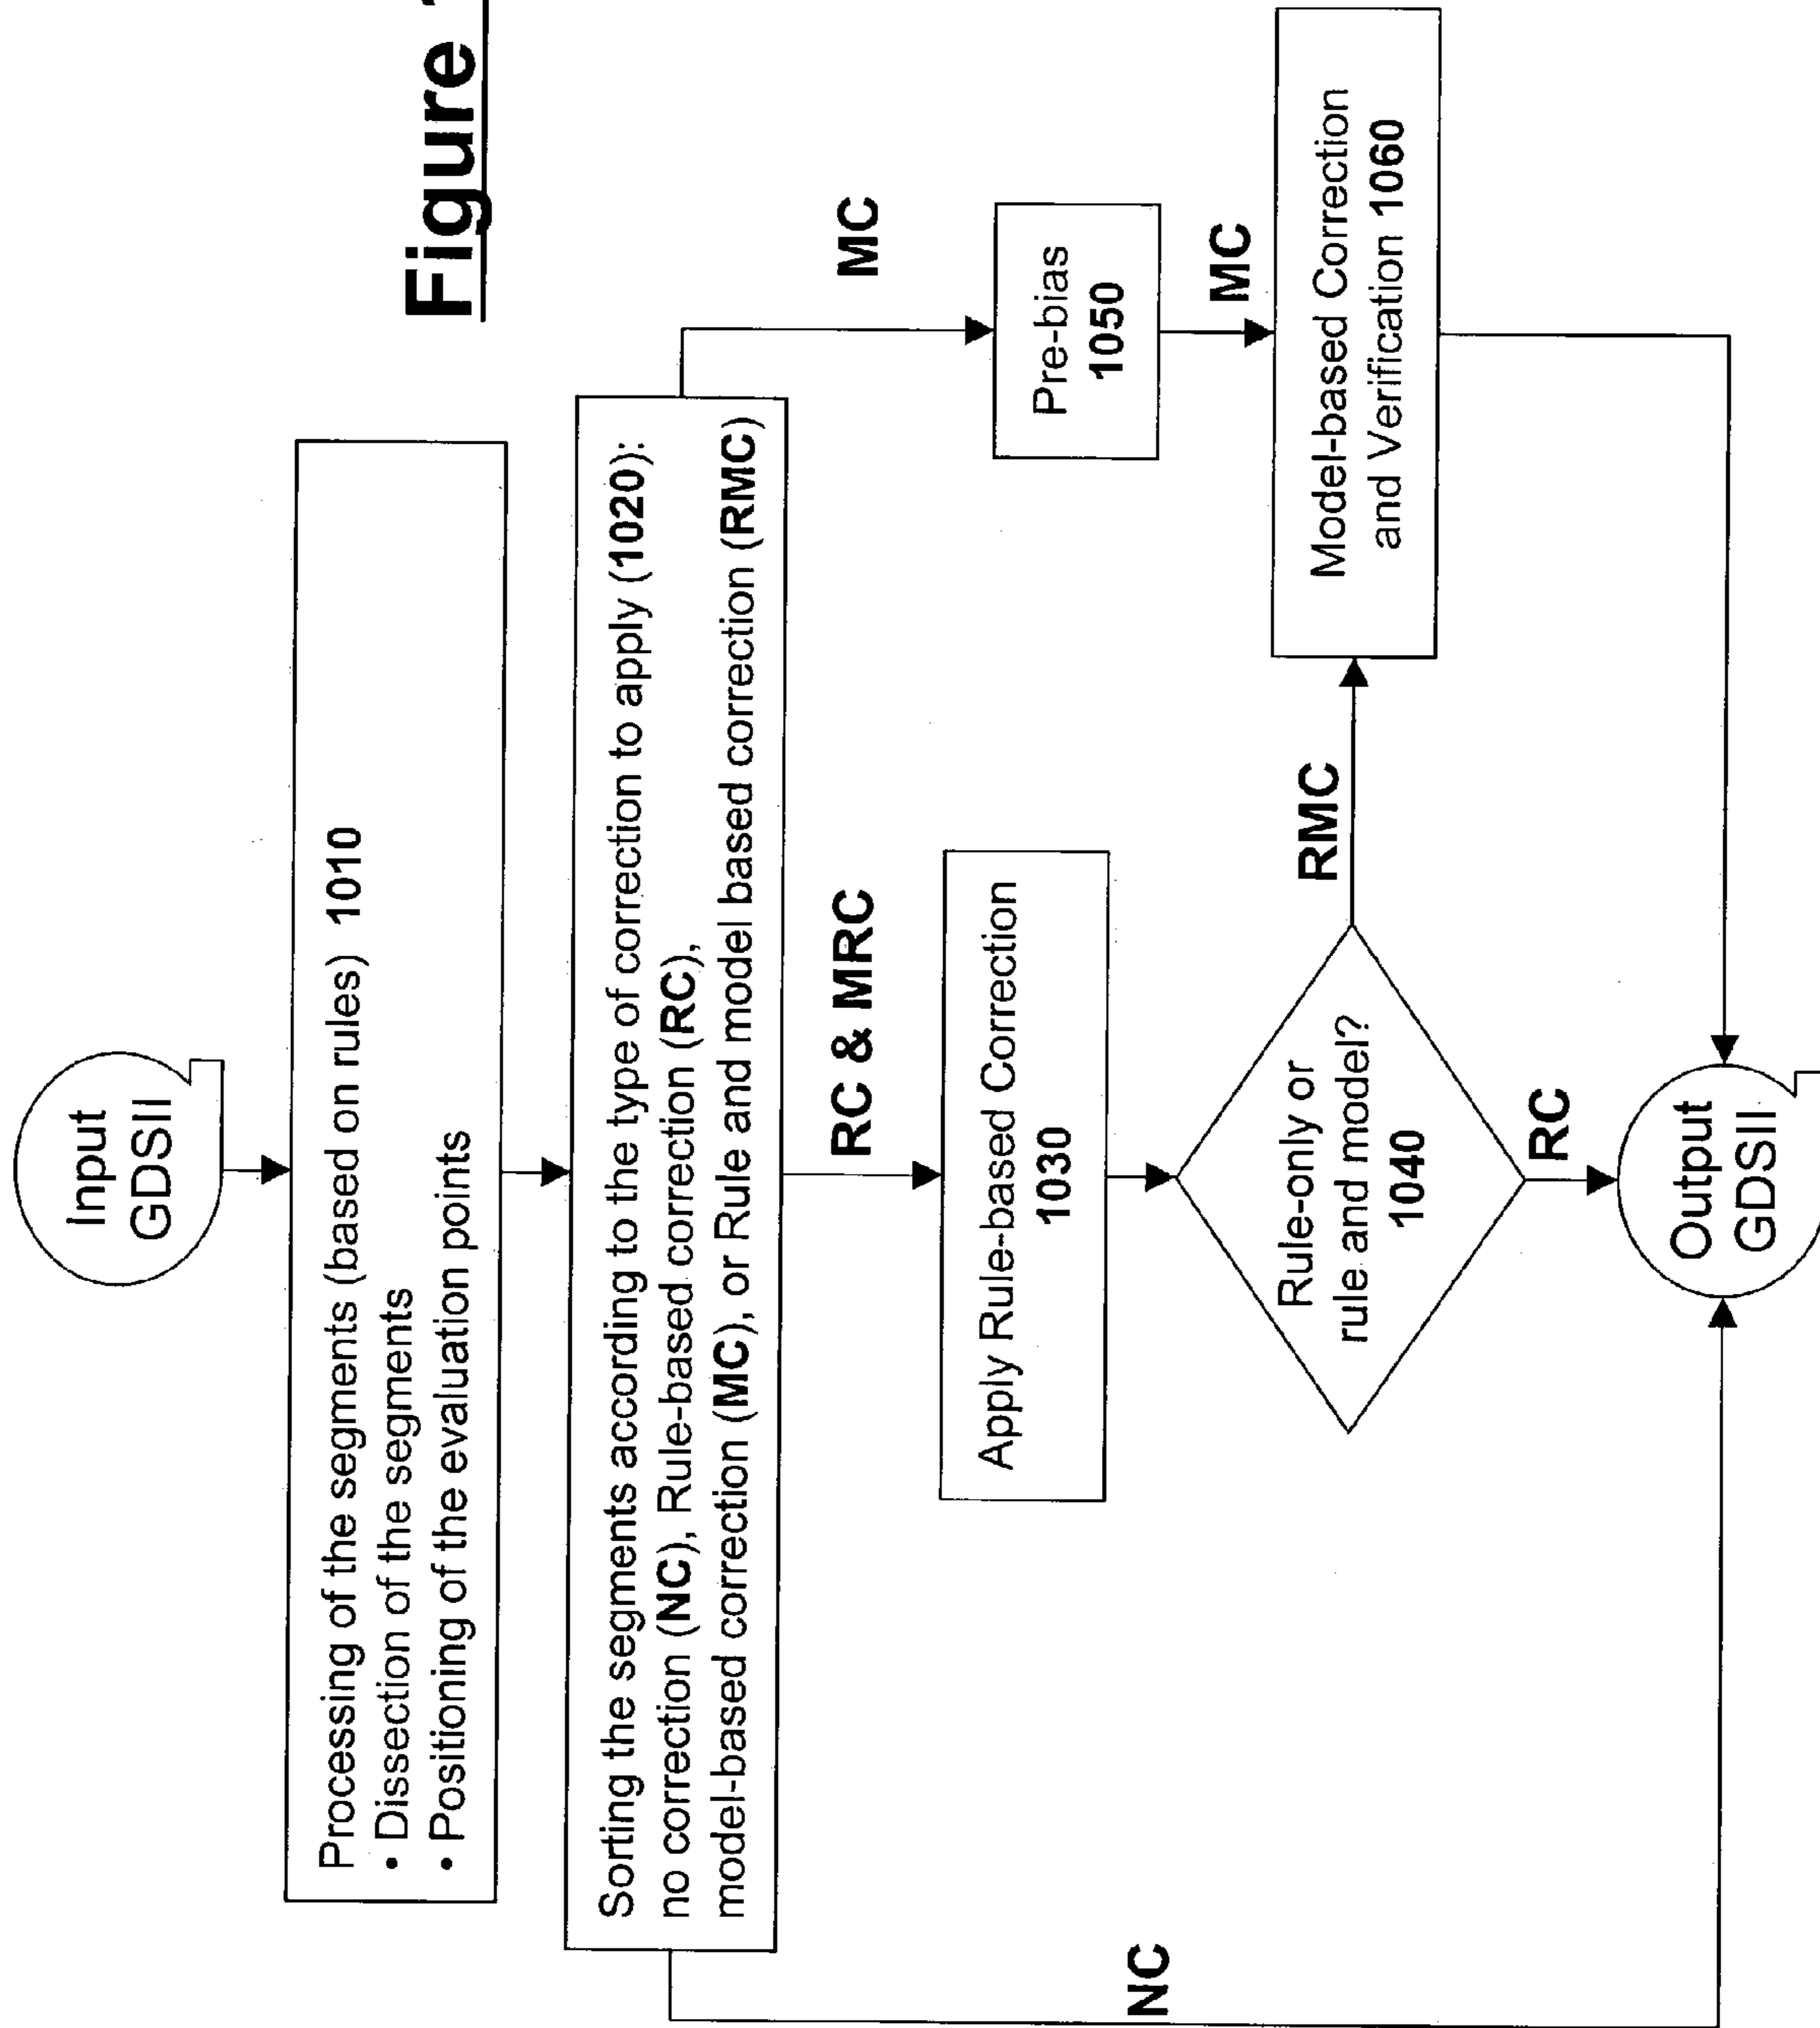 Figure
Input
GDSII
Processing of the segments (based on rules) 1010
• Dissection of the segments
• Positioning of the evaluation points
Sorting the segments according to the type of correction to apply (1020):
no correction (NC), Rule-based correction (RC),
model-based correction (MC), or Rule and model based correction (RMC)
NC
RC & MRC
MC
Apply Rule-based Correction
1030
Pre-bias
1050
MC
Rule-only or
rule and model?
1040
RMC
Model-based Correction
and Verification 1060
RC
Output
GDSII